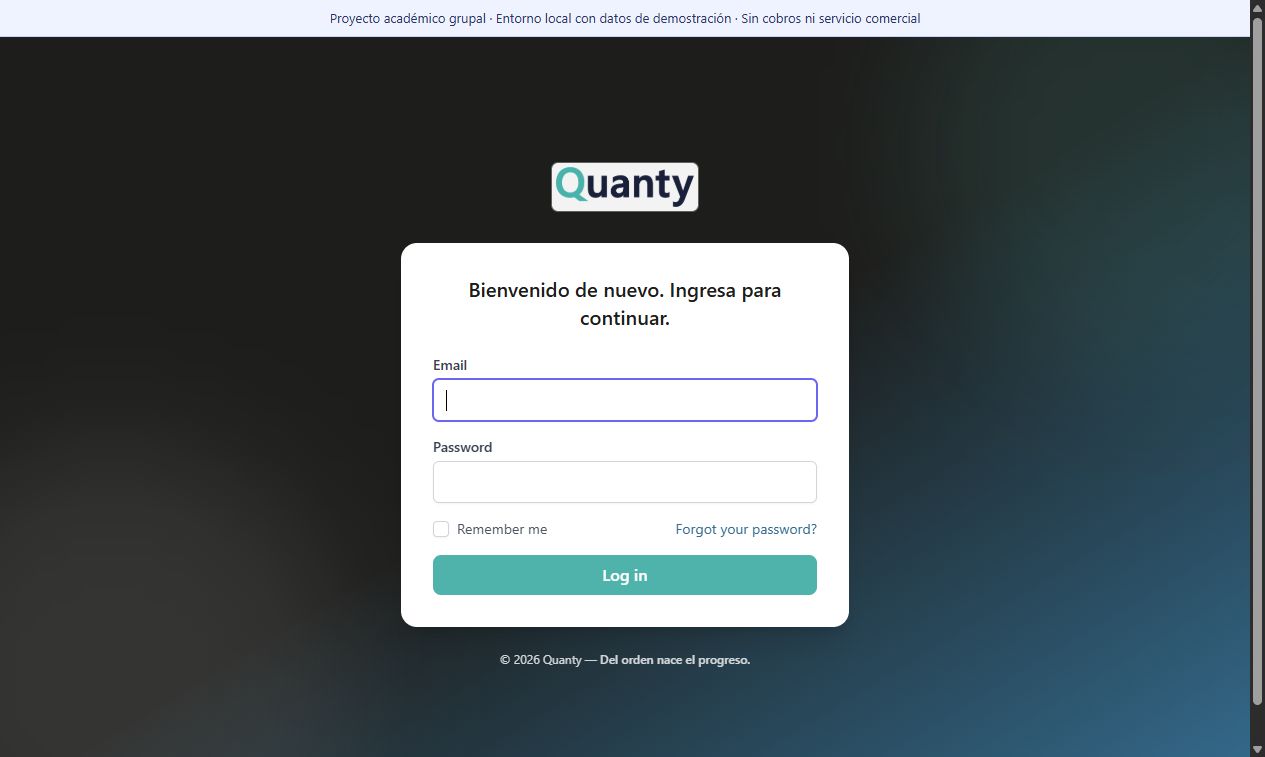 Proyecto académico grupal · Entorno local con datos de demostración · Sin cobros ni servicio comercial
Quanty
Bienvenido de nuevo. Ingresa para
continuar.
Email
Password
Remember me
Forgot your password?
Log in
© 2026 Quanty — Del orden nace el progreso.